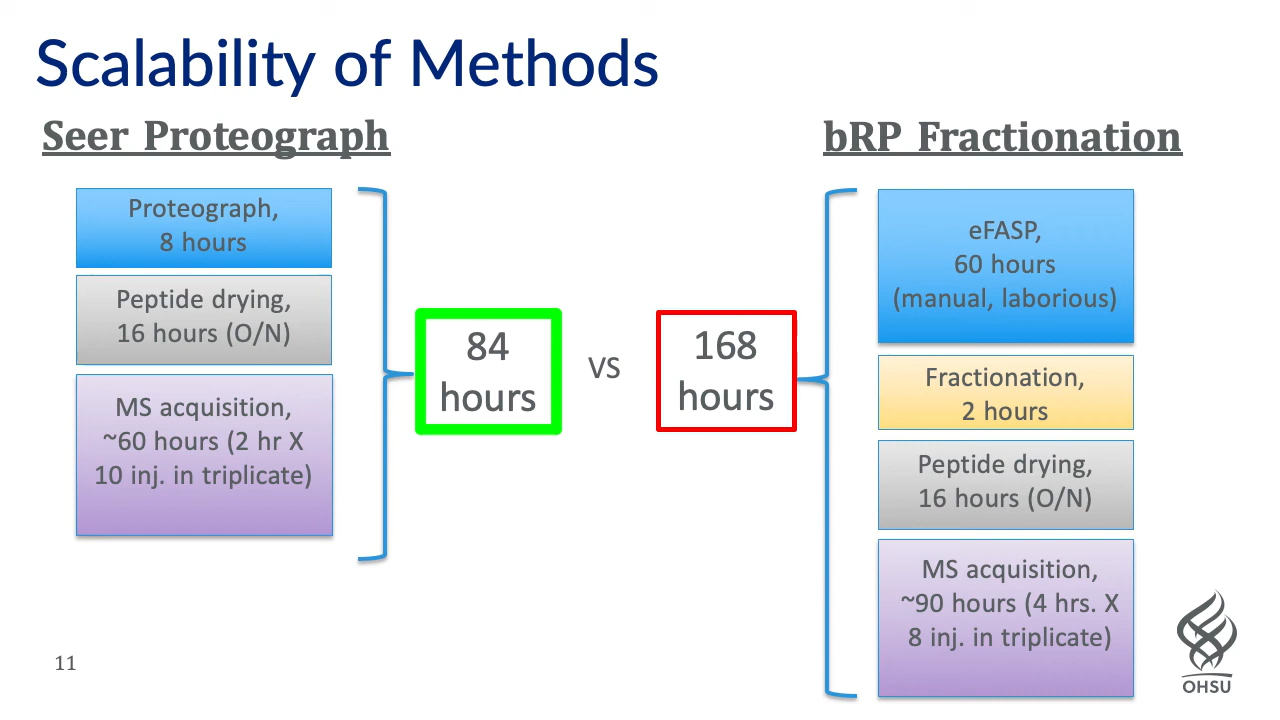 Scalability of Methods
Seer Proteograph
bRP Fractionation
Proteograph,
8 hours
Peptide drying,
16 hours (O/N)
MS acquisition,
~60 hours (2 hr X
10 inj. in triplicate)
84
hours
vs
168
hours
eFASP,
60 hours
(manual, laborious)
Fractionation,
2 hours
Peptide drying,
16 hours (O/N)
MS acquisition,
~90 hours (4 hrs. X
8 inj. in triplicate)
11
OHSU